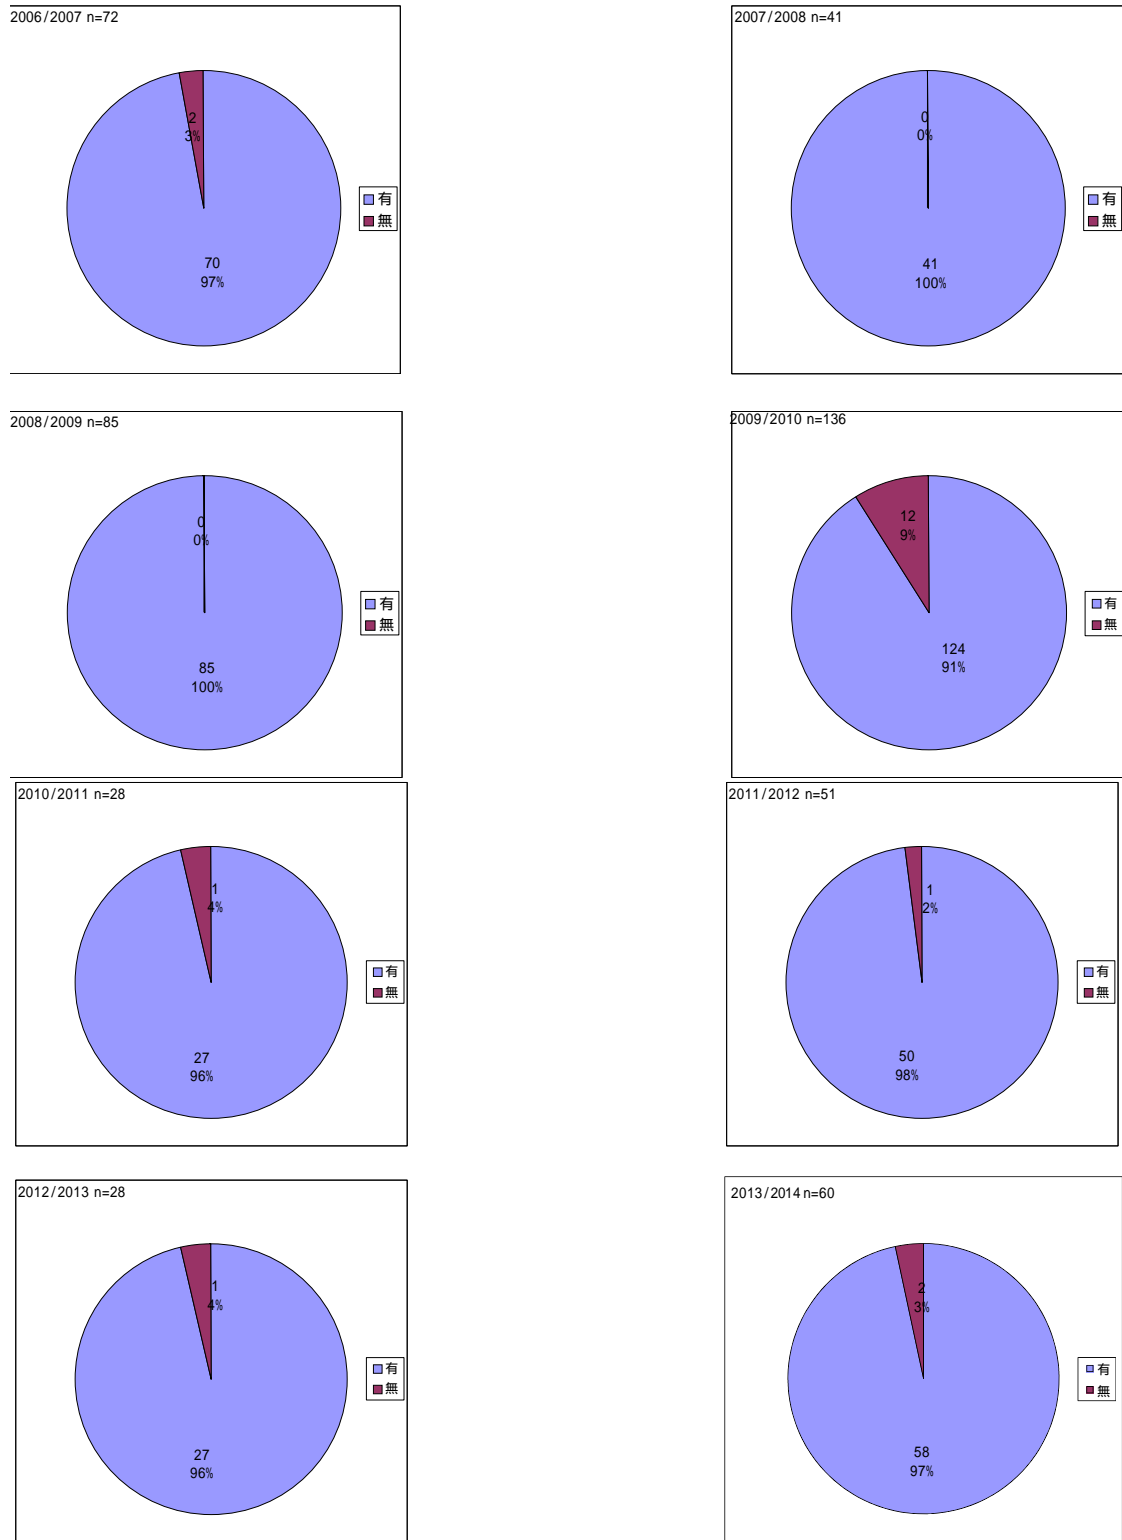 2006/2007 n=72
2
3%
70
97%
有
無
2007/2008 n=41
0
0%
41
100%
有
無
2008/2009 n=85
0
0%
85
100%
有
無
2009/2010 n=136
12
9%
124
91%
有
無
2010/2011 n=28
1
4%
27
96%
有
無
2011/2012 n=51
1
2%
50
98%
有
無
2012/2013 n=28
1
4%
27
96%
有
無
2013/2014 n=60
2
3%
58
97%
有
無